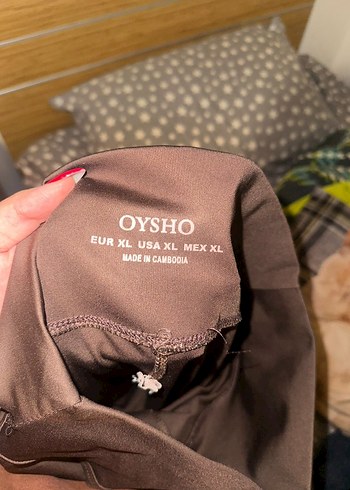 OYSHO
EUR XL USA XL MEX XL
MADE IN CAMBODIA